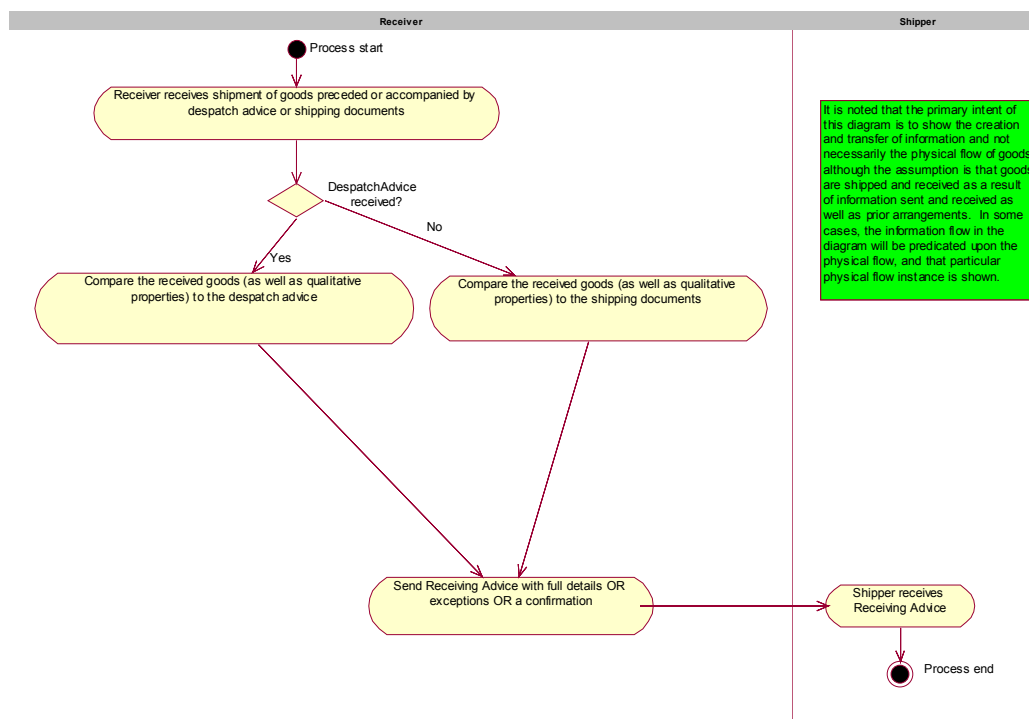 Receiver
Shipper
Process start
Receiver receives shipment of goods preceded or accompanied by
despatch advice or shipping documents
It is noted that the primary intent of
this diagram is to show the creation
and transfer of information and not
necessarily the physical flow of goods
although the assumption is that goods
are shipped and received as a result
of information sent and received as
well as prior arrangements. In some
cases, the information flow in the
diagram will be predicated upon the
physical flow, and that particular
physical flow instance is shown.
DespatchAdvice
received?
No
Yes
Compare the received goods (as well as qualitative
properties) to the despatch advice
Compare the received goods (as well as qualitative
properties) to the shipping documents
Send Receiving Advice with full details OR
exceptions OR a confirmation
Shipper receives
Receiving Advice
Process end